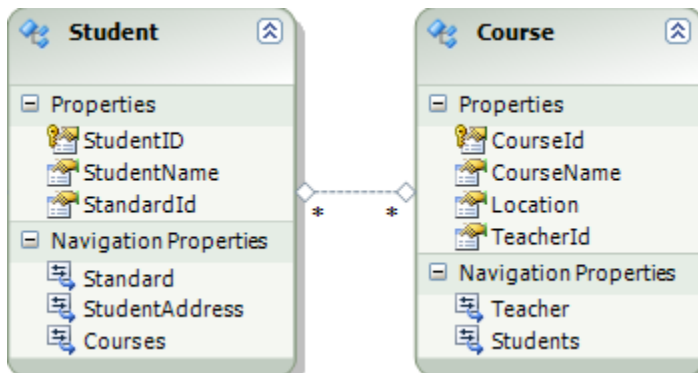 Student
Properties
StudentID
StudentName
StandardId
Navigation Properties
Standard
StudentAddress
Courses
* *
Course
Properties
CourseId
CourseName
Location
TeacherId
Navigation Properties
Teacher
Students